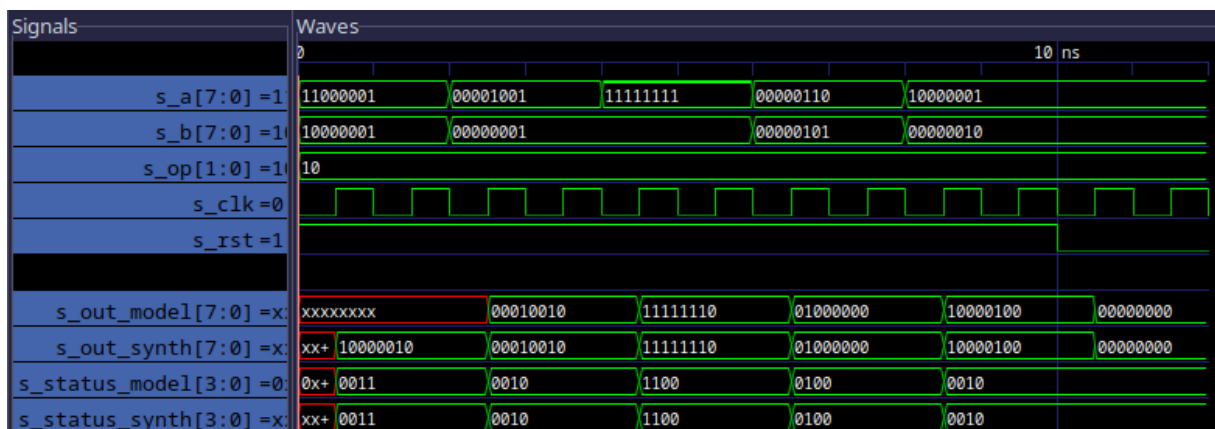 Signals Waves
0 10 ns
s_a[7:0] =1 11000001 00001001 11111111 00000110 10000001
s_b[7:0] =1 10000001 00000001 00000101 00000010
s_op[1:0] =1 10
s_clk =0
s_rst =1
s_out_model[7:0] =x xxxxxxxx 00010010 11111110 01000000 10000100 00000000
s_out_synth[7:0] =x xx+ 10000010 00010010 11111110 01000000 10000100 00000000
s_status_model[3:0] =0 0x+ 0011 0010 1100 0100 0010
s_status_synth[3:0] =x xx+ 0011 0010 1100 0100 0010